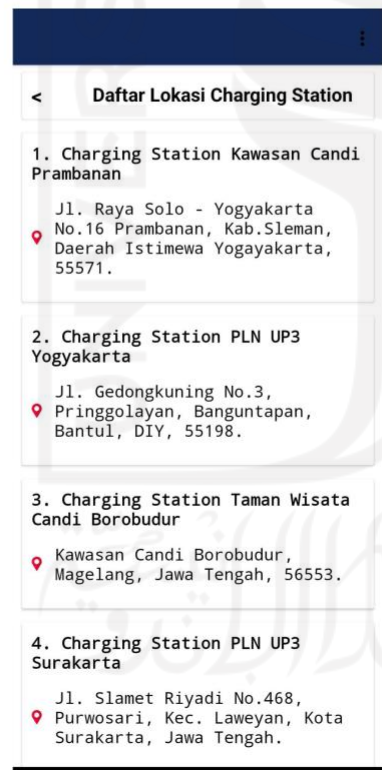 < Daftar Lokasi Charging Station
1. Charging Station Kawasan Candi
Prambanan
Jl. Raya Solo - Yogyakarta
No.16 Prambanan, Kab.Sleman,
Daerah Istimewa Yogayakarta,
55571.
2. Charging Station PLN UP3
Yogyakarta
Jl. Gedongkuning No.3,
Pringgolayan, Banguntapan,
Bantul, DIY, 55198.
3. Charging Station Taman Wisata
Candi Borobudur
Kawasan Candi Borobudur,
Magelang, Jawa Tengah, 56553.
4. Charging Station PLN UP3
Surakarta
Jl. Slamet Riyadi No.468,
Purwosari, Kec. Laweyan, Kota
Surakarta, Jawa Tengah.